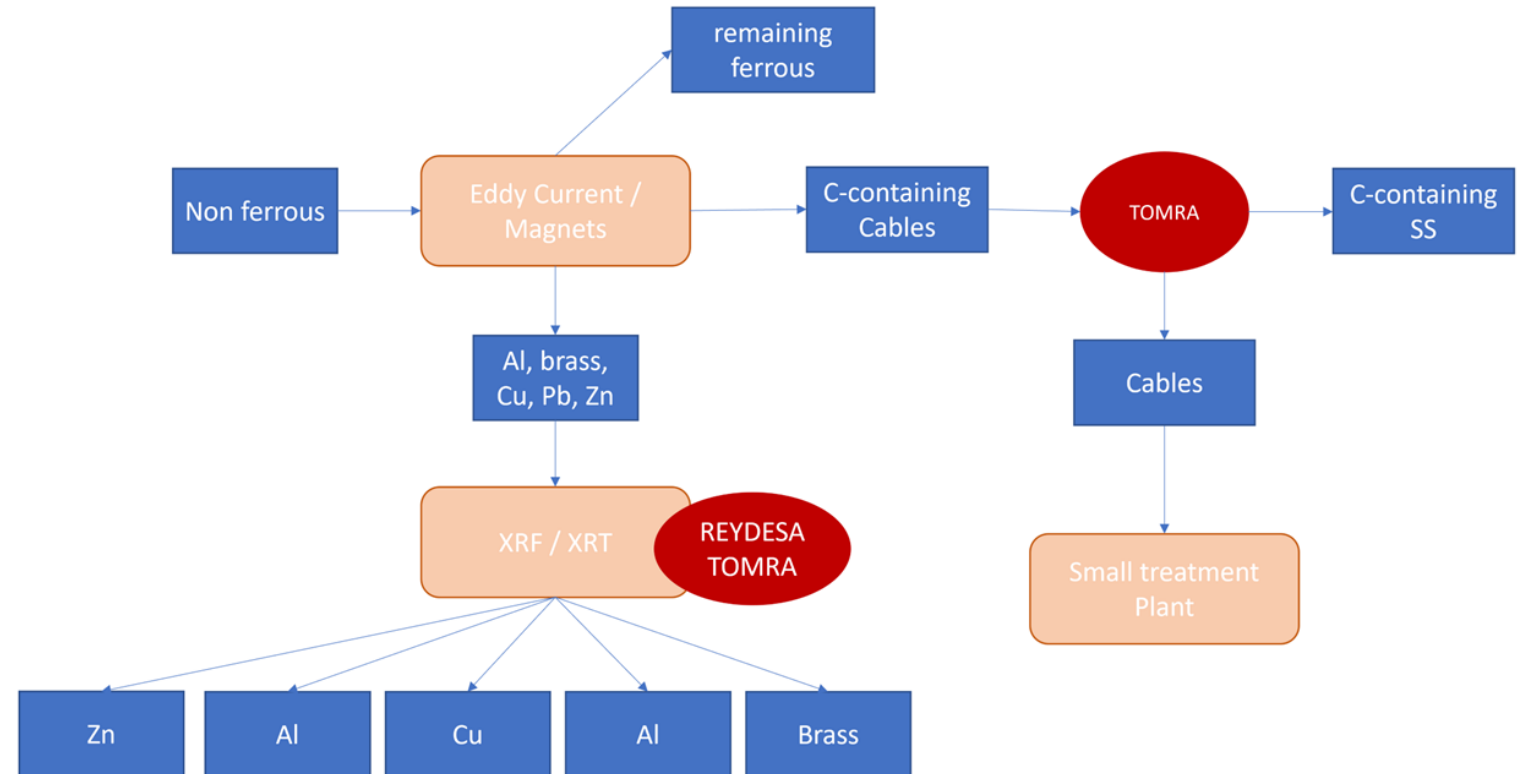 remaining
ferrous
Non ferrous
Eddy Current /
Magnets
C-containing
Cables
TOMRA
C-containing
SS
Al, brass,
Cu, Pb, Zn
Cables
XRF / XRT
REYDESA
TOMRA
Small treatment
Plant
Zn
Al
Cu
Al
Brass